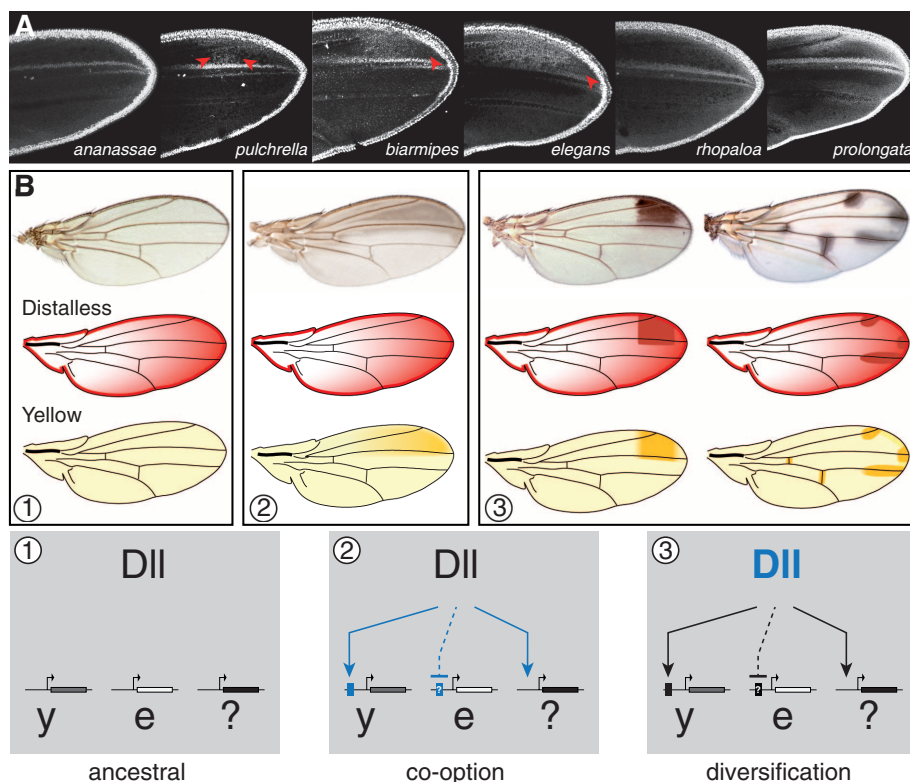 A
ananassae
pulchrella
biarmipes
elegans
rhopaloa
prolongata
B
Distalless
Yellow
1
2
3
1
Dll
y
e
?
ancestral
2
Dll
?
y
e
?
co-option
3
Dll
?
y
e
?
diversification